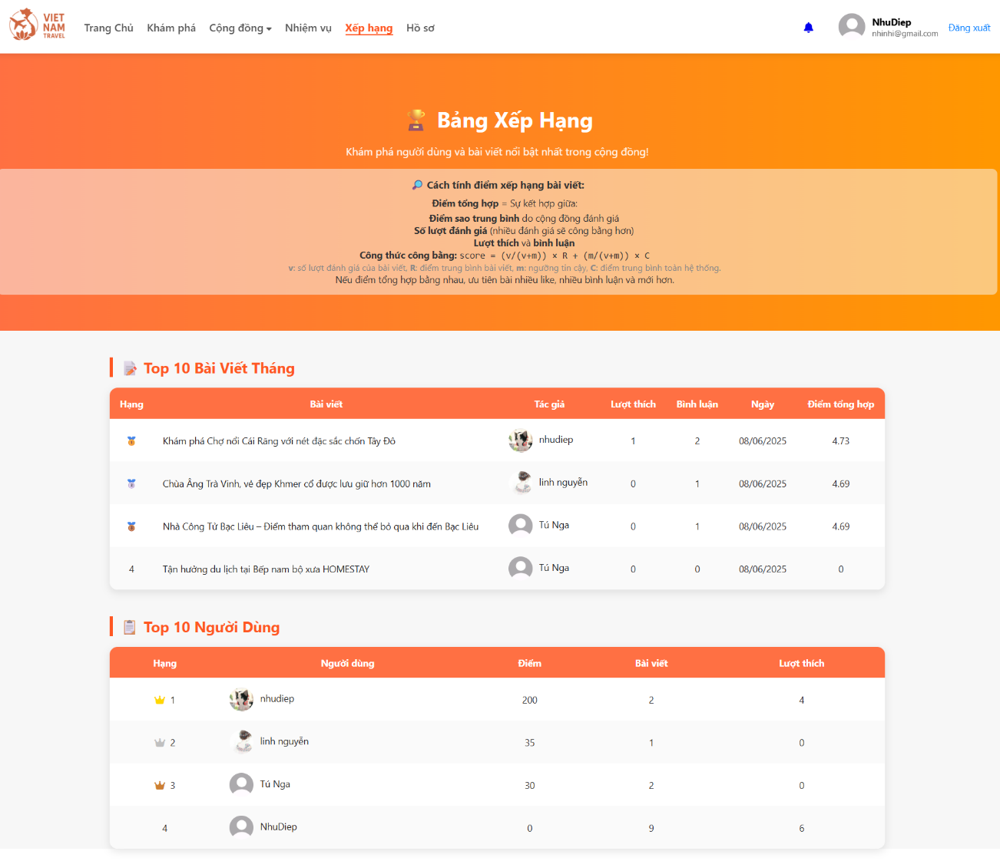 VIET
NAM
TRAVEL
Trang Chủ Khám phá Cộng đồng Nhiệm vụ Xếp hạng Hồ sơ
NhuDiep
nhinhi@gmail.com
Đăng xuất
Bảng Xếp Hạng
Khám phá người dùng và bài viết nổi bật nhất trong cộng đồng!
Cách tính điểm xếp hạng bài viết:
Điểm tổng hợp = Sự kết hợp giữa:
Điểm sao trung bình do cộng đồng đánh giá
Số lượt đánh giá (nhiều đánh giá sẽ công bằng hơn)
Lượt thích và bình luận
Công thức công bằng: score = (v/(v+m)) × R + (m/(v+m)) × C
v: số lượt đánh giá của bài viết, R: điểm trung bình bài viết, m: ngưỡng tin cậy, C: điểm trung bình toàn hệ thống.
Nếu điểm tổng hợp bằng nhau, ưu tiên bài nhiều like, nhiều bình luận và mới hơn.
Top 10 Bài Viết Tháng
Hạng Bài viết Tác giả Lượt thích Bình luận Ngày Điểm tổng hợp
Khám phá Chợ nổi Cái Răng với nét đặc sắc chốn Tây Đô nhudiep 1 2 08/06/2025 4.73
Chùa Âng Trà Vinh, vẻ đẹp Khmer cổ được lưu giữ hơn 1000 năm linh nguyễn 0 1 08/06/2025 4.69
Nhà Công Tử Bạc Liêu – Điểm tham quan không thể bỏ qua khi đến Bạc Liêu Tú Nga 0 1 08/06/2025 4.69
4 Tận hưởng du lịch tại Bếp nam bộ xưa HOMESTAY Tú Nga 0 0 08/06/2025 0
Top 10 Người Dùng
Hạng Người dùng Điểm Bài viết Lượt thích
1 nhudiep 200 2 4
2 linh nguyễn 35 1 0
3 Tú Nga 30 2 0
4 NhuDiep 0 9 6